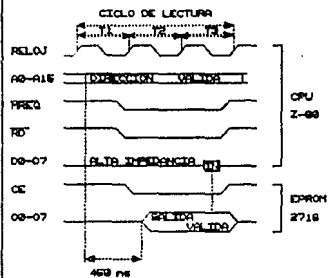 CICLO DE LECTURA
T1 T2 T3
RELOJ
A0-A15 DIRECCION VALIDA
MREQ
RD
D0-D7 ALTA IMPEDANCIA IN
CPU
Z-80
CE
O0-O7 SALIDA
VALIDA
EPROM
2716
450 ns